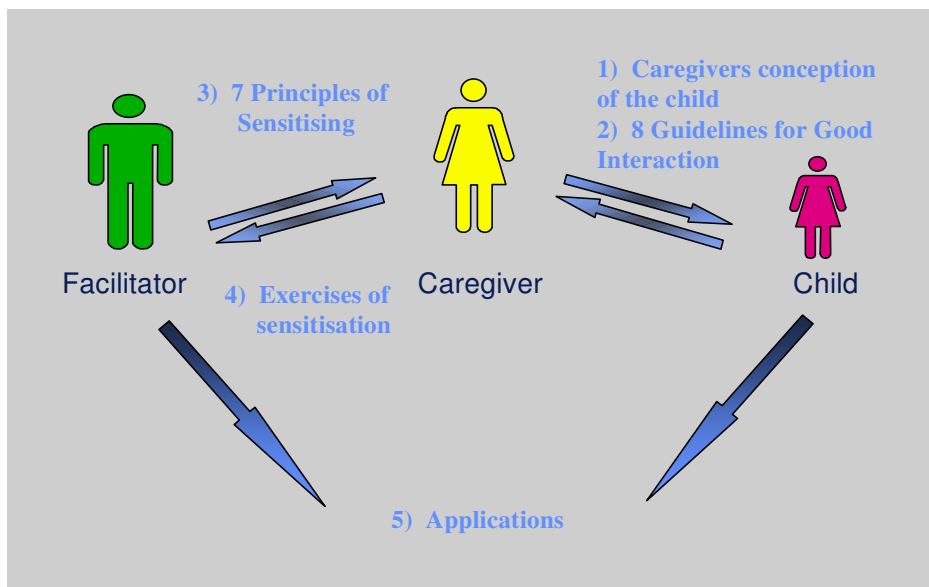 3) 7 Principles of
Sensitising
1) Caregivers conception
of the child
2) 8 Guidelines for Good
Interaction
Facilitator
Caregiver
Child
4) Exercises of
sensitisation
5) Applications